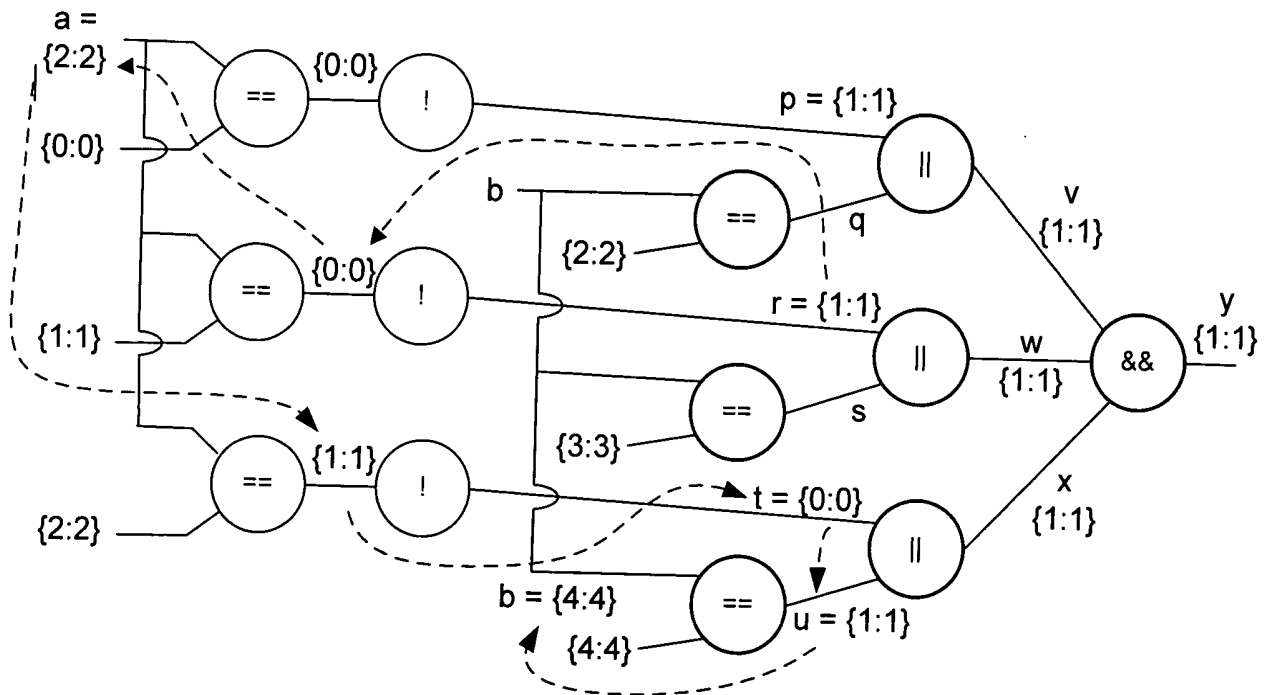 a =
{2:2}
{0:0}
==
{0:0}
!
p = {1:1}
||
b
==
q
{2:2}
v
{1:1}
{1:1}
==
{0:0}
!
r = {1:1}
||
w
{1:1}
&&
y
{1:1}
==
s
{3:3}
{2:2}
==
{1:1}
!
t = {0:0}
||
x
{1:1}
b = {4:4}
==
u = {1:1}
{4:4}